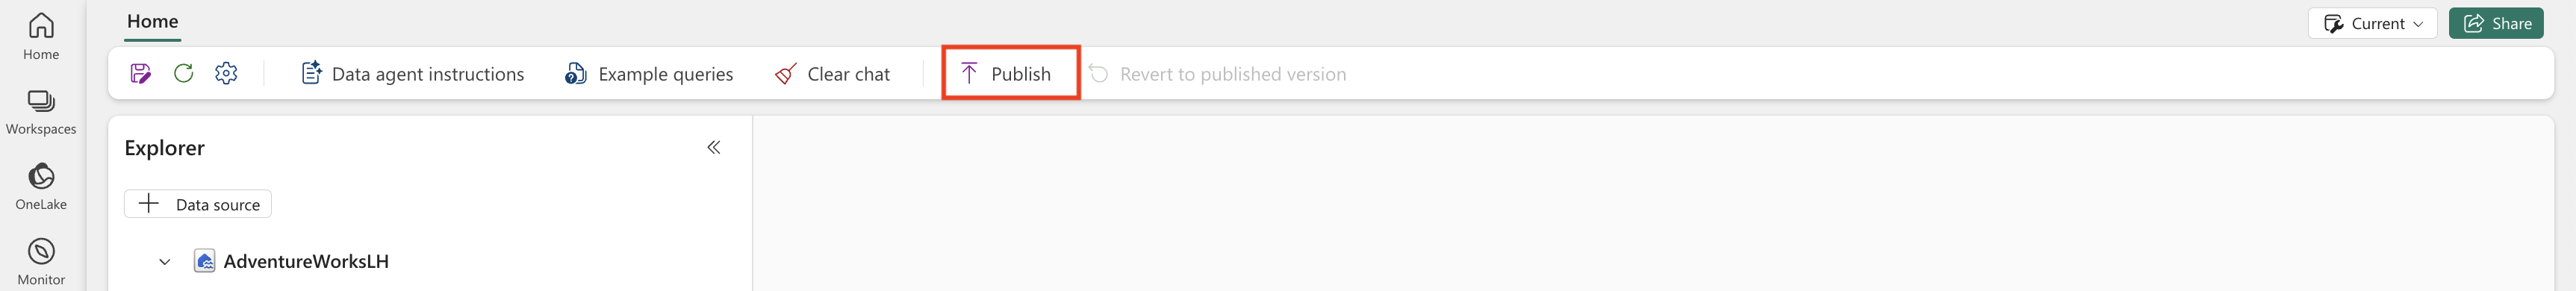 Home
Workspaces
OneLake
Monitor
Home
Current
Share
Data agent instructions
Example queries
Clear chat
Publish
Revert to published version
Explorer
Data source
AdventureWorksLH